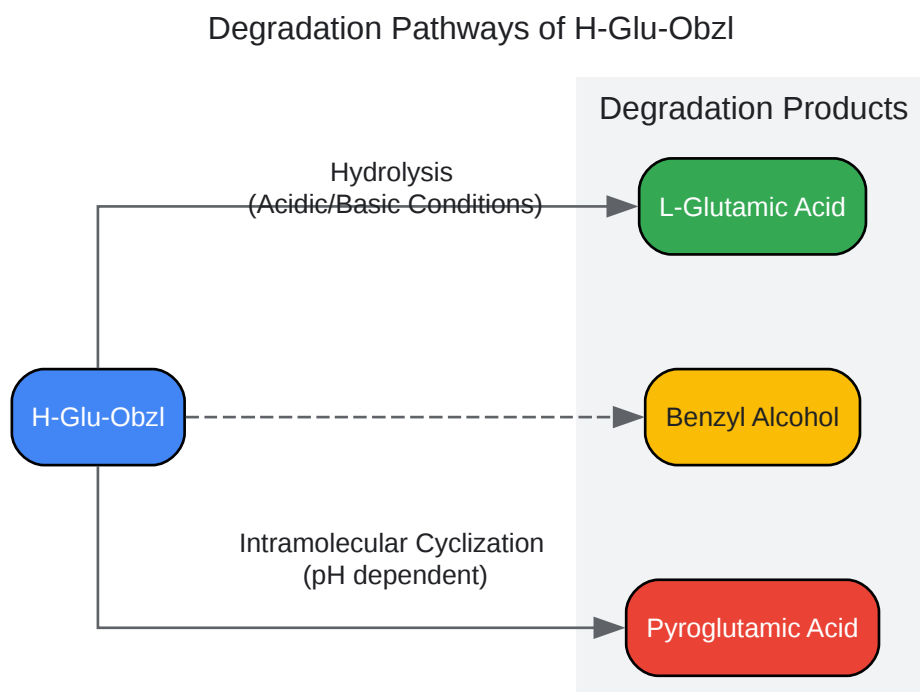 Degradation Pathways of H-Glu-Obzl
Degradation Products
Hydrolysis
(Acidic/Basic Conditions)
L-Glutamic Acid
H-Glu-Obzl
Benzyl Alcohol
Intramolecular Cyclization
(pH dependent)
Pyroglutamic Acid